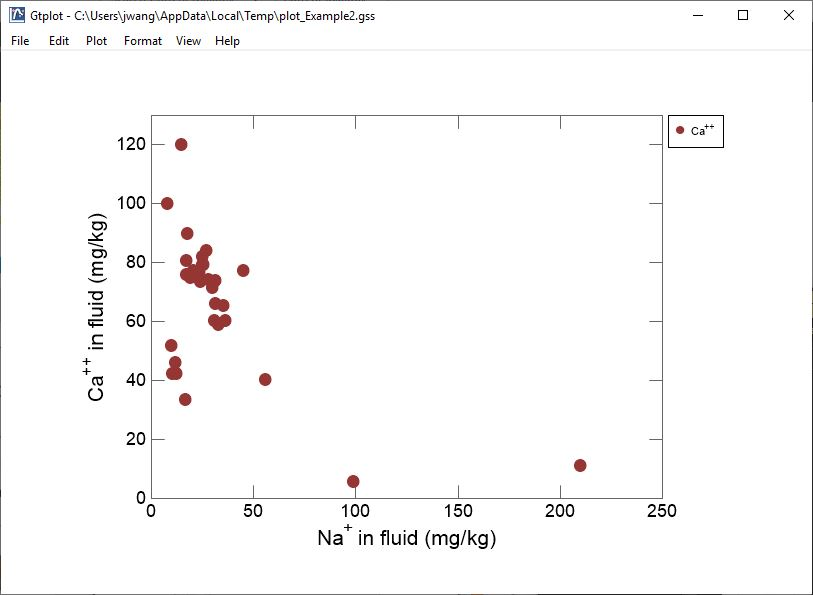 Gtplot - C:\Users\jwang\AppData\Local\Temp\plot_Example2.gss
File Edit Plot Format View Help
Ca++
120
100
80
60
40
20
0
Ca++ in fluid (mg/kg)
0 50 100 150 200 250
Na+ in fluid (mg/kg)